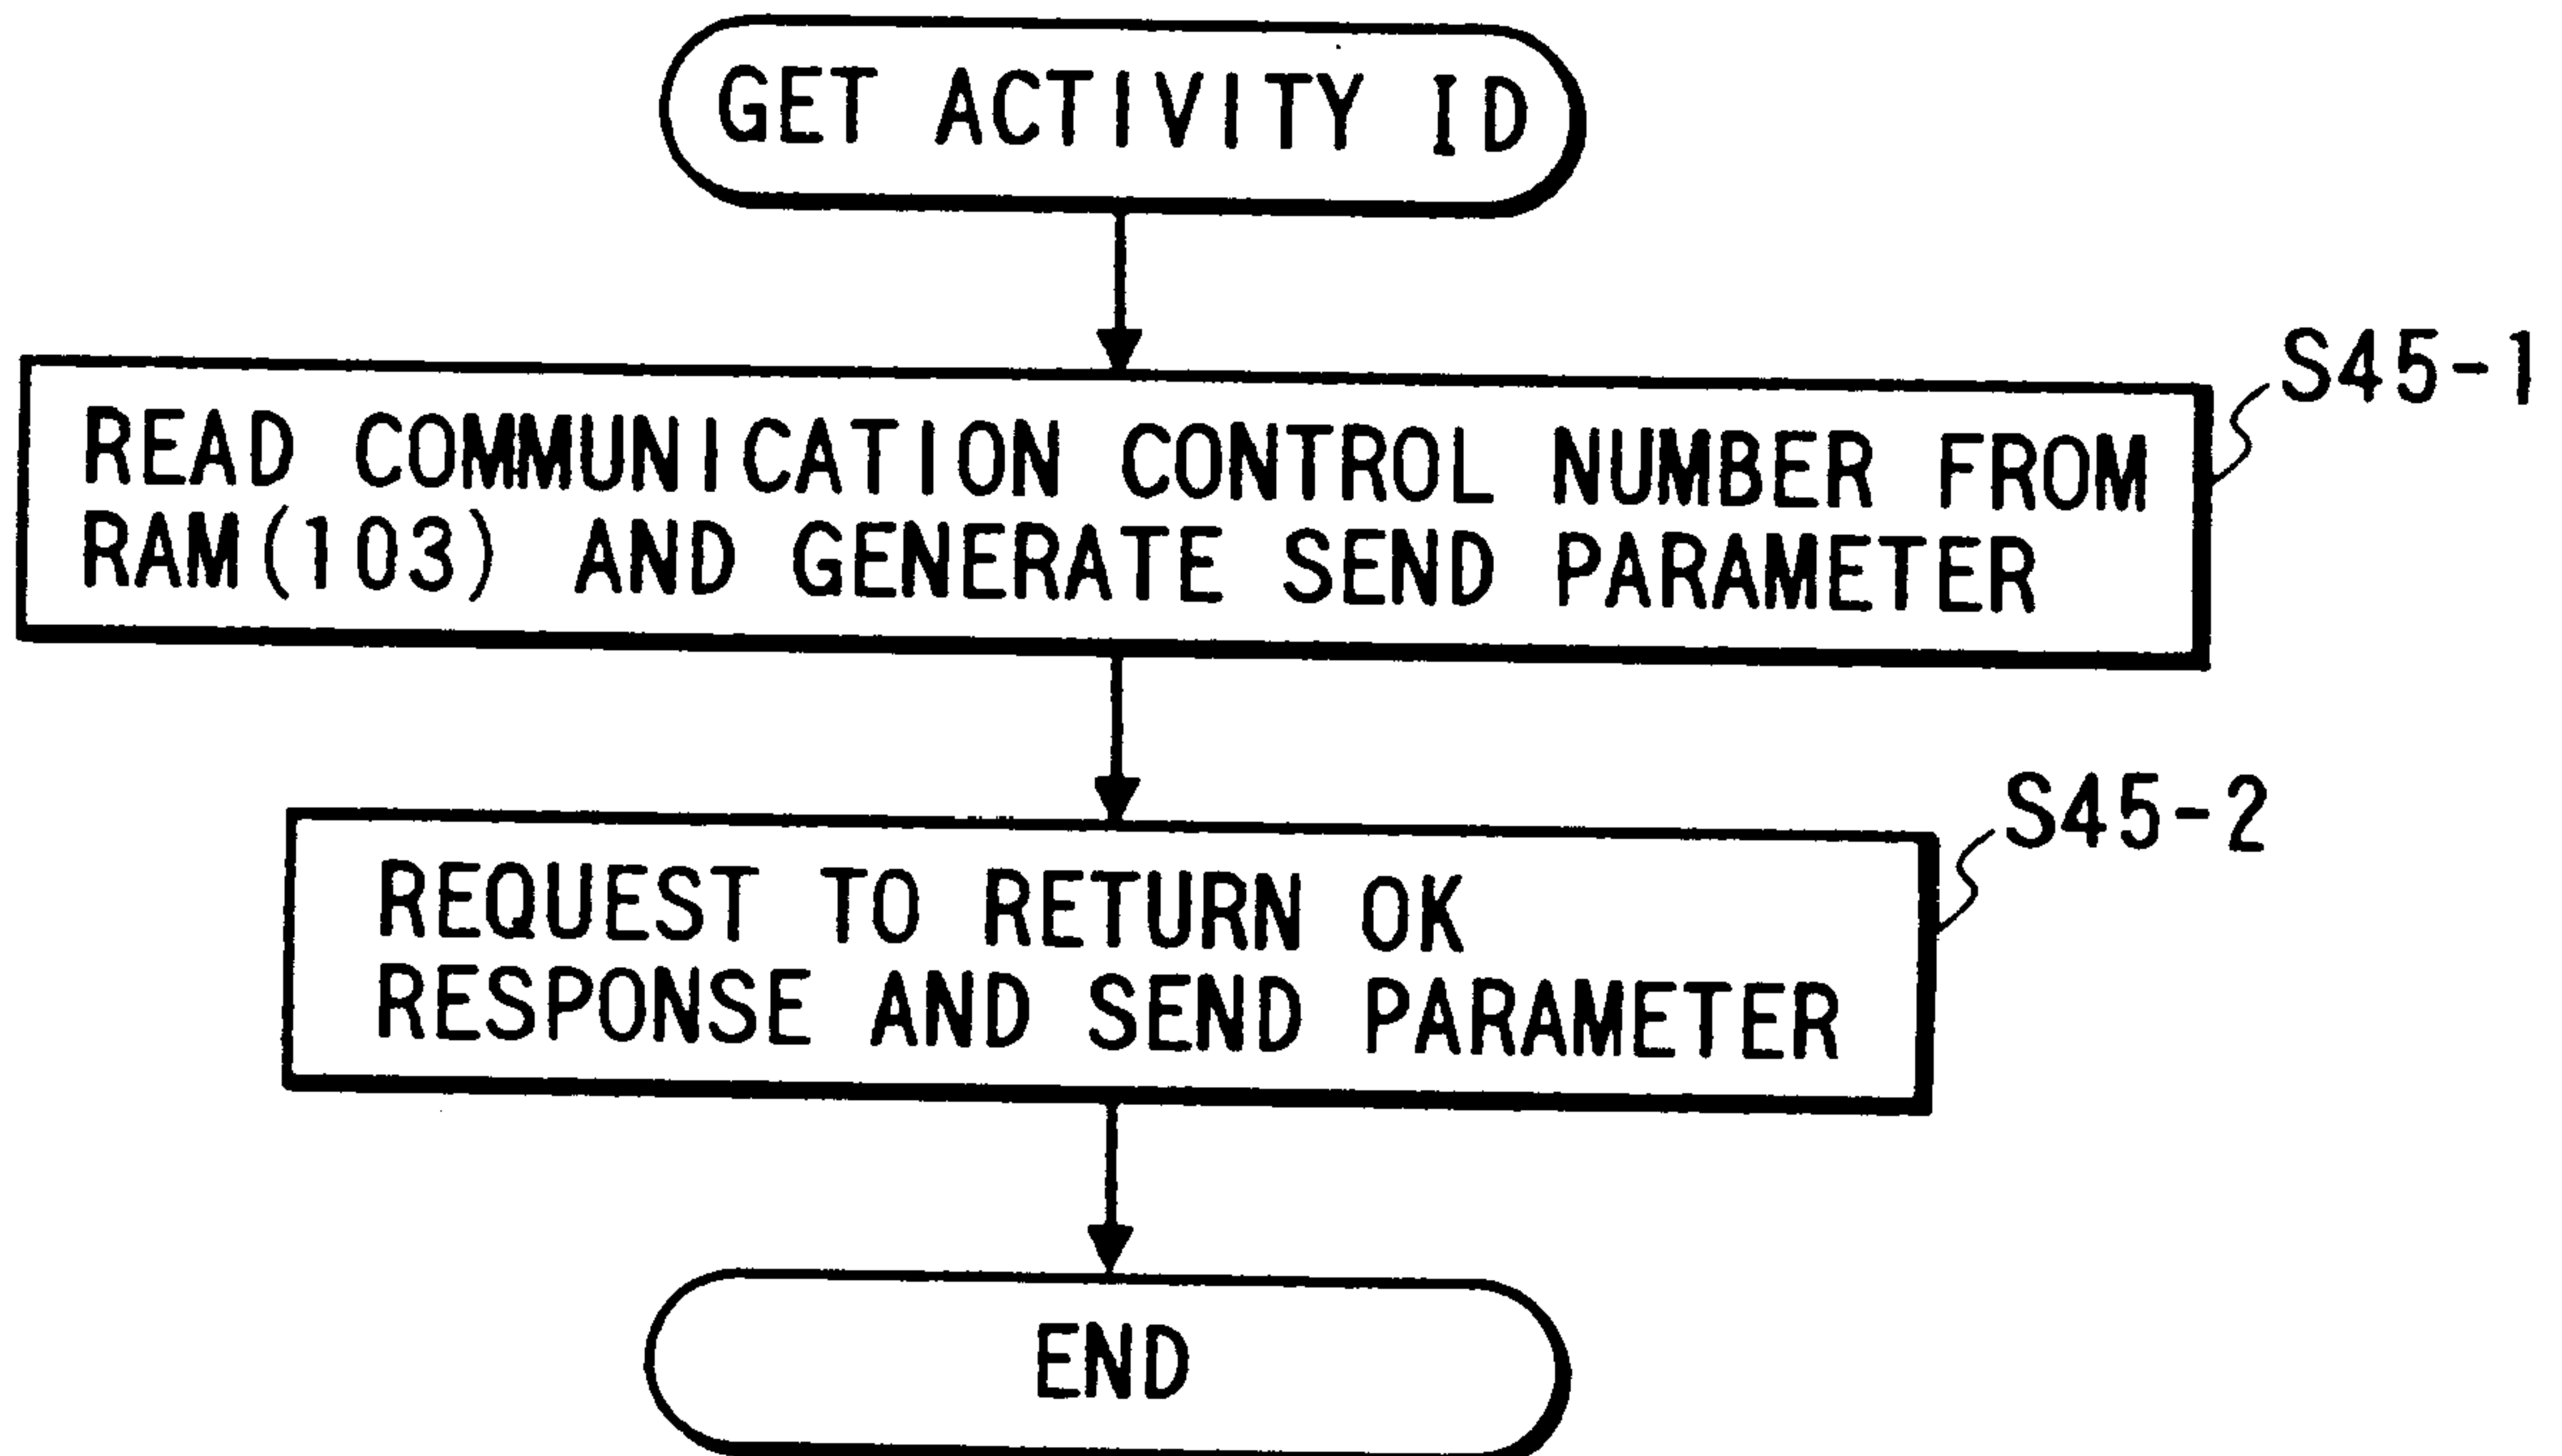 GET ACTIVITY ID
S45-1
READ COMMUNICATION CONTROL NUMBER FROM
RAM(103) AND GENERATE SEND PARAMETER
S45-2
REQUEST TO RETURN OK
RESPONSE AND SEND PARAMETER
END